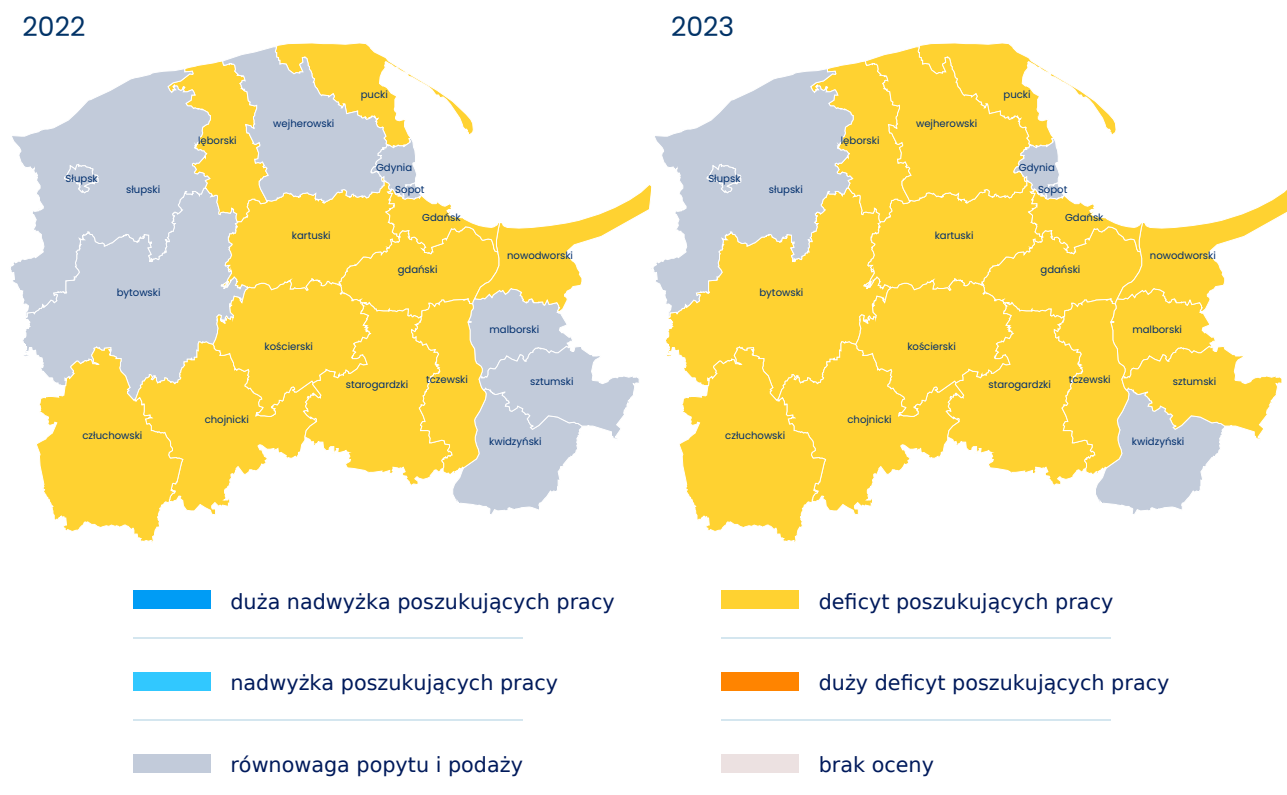 2022
pucki
wejherowski
lęborski
Gdynia
Słupsk
słupski
Sopot
Gdańsk
kartuski
nowodworski
gdański
bytowski
malborski
kościerski
sztumski
starogardzki
tczewski
chojnicki
człuchowski
kwidzyński
2023
pucki
wejherowski
lęborski
Gdynia
Słupsk
słupski
Sopot
Gdańsk
kartuski
nowodworski
gdański
bytowski
malborski
kościerski
sztumski
starogardzki
tczewski
chojnicki
człuchowski
kwidzyński
duża nadwyżka poszukujących pracy
nadwyżka poszukujących pracy
równowaga popytu i podaży
deficyt poszukujących pracy
duży deficyt poszukujących pracy
brak oceny